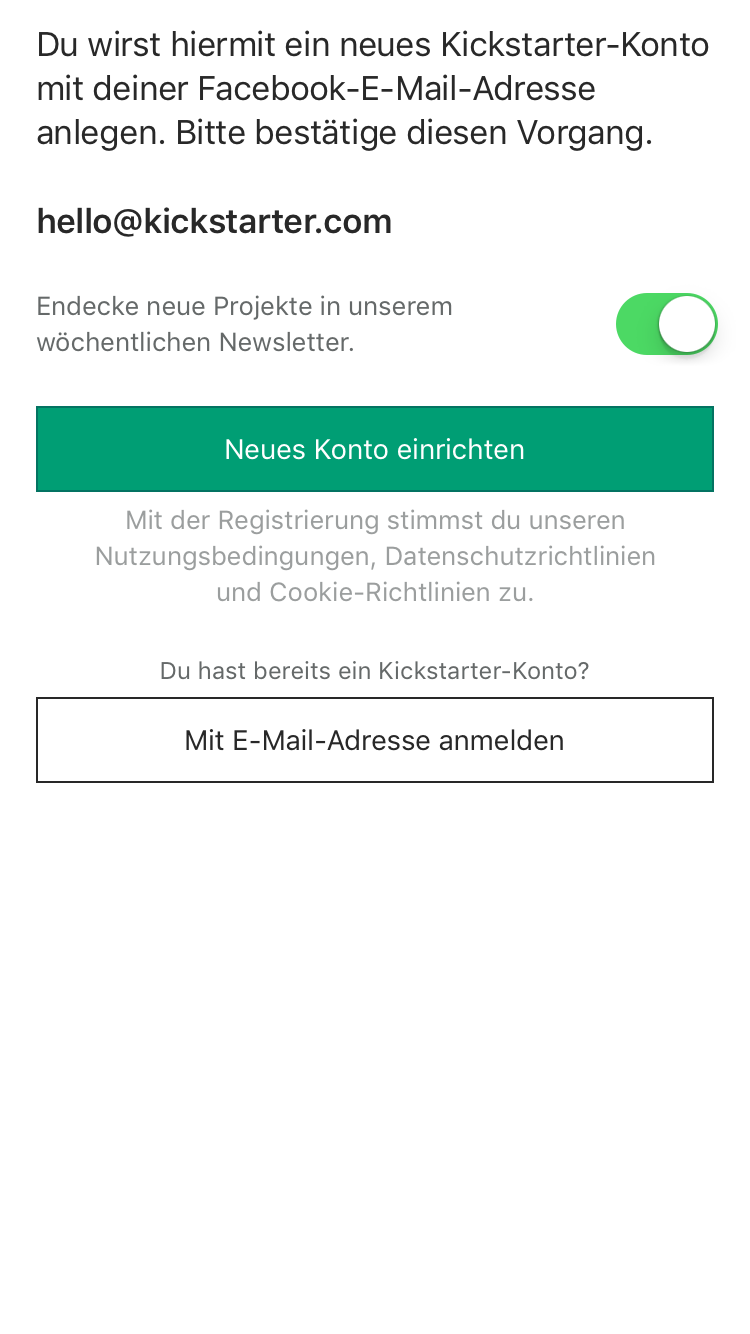 Du wirst hiermit ein neues Kickstarter-Konto
mit deiner Facebook-E-Mail-Adresse
anlegen. Bitte bestätige diesen Vorgang.
hello@kickstarter.com
Endecke neue Projekte in unserem
wöchentlichen Newsletter.
Neues Konto einrichten
Mit der Registrierung stimmst du unseren
Nutzungsbedingungen, Datenschutzrichtlinien
und Cookie-Richtlinien zu.
Du hast bereits ein Kickstarter-Konto?
Mit E-Mail-Adresse anmelden